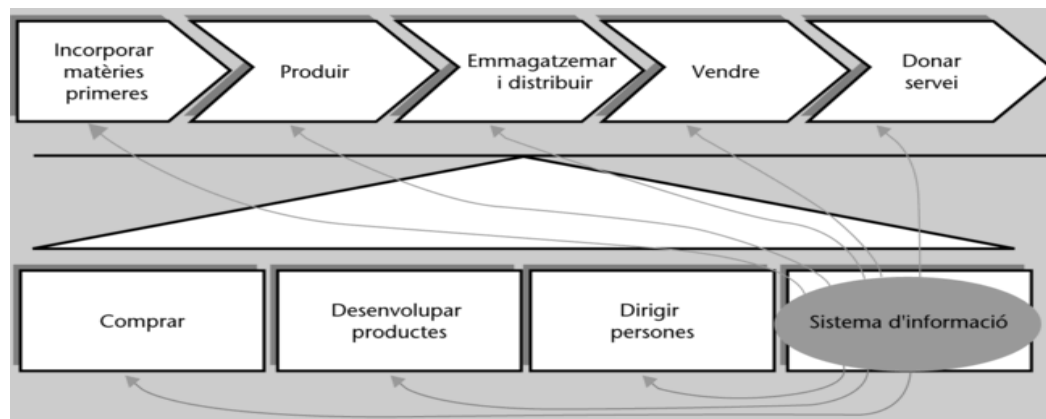 Incorporar
matèries
primeres
Produir
Emmagatzemar
i distribuir
Vendre
Donar
servei
Comprar
Desenvolupar
productes
Dirigir
persones
Sistema d'informació